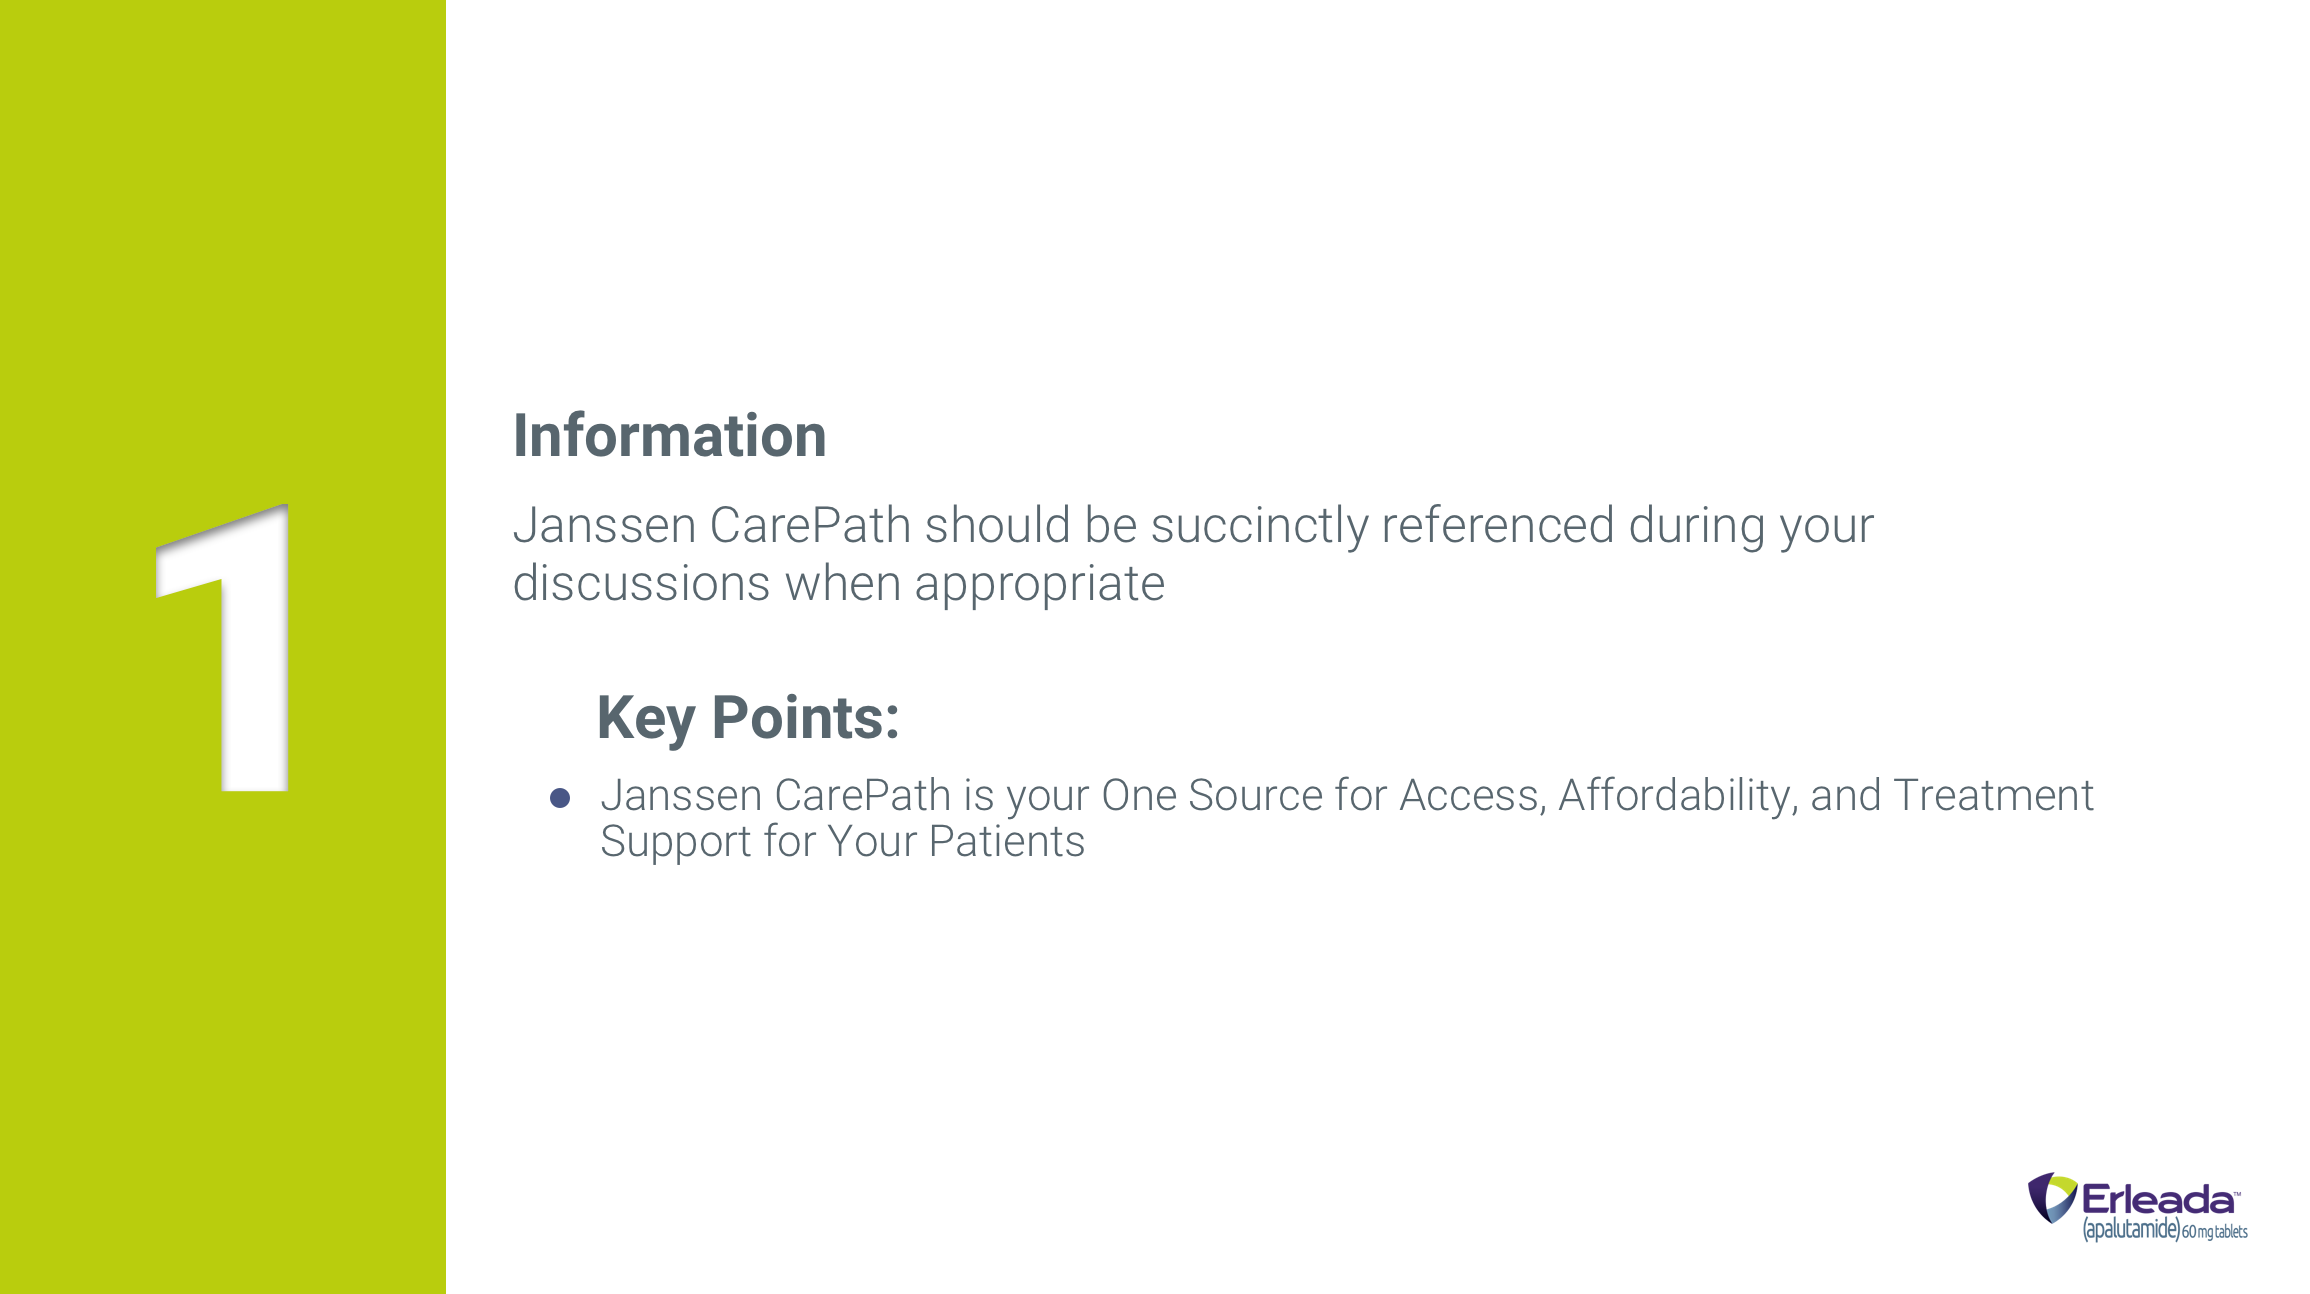 1
Information
Janssen CarePath should be succinctly referenced during your
discussions when appropriate
Key Points:
● Janssen CarePath is your One Source for Access, Affordability, and Treatment
Support for Your Patients
Erleada™
(apalutamide) 60 mg tablets